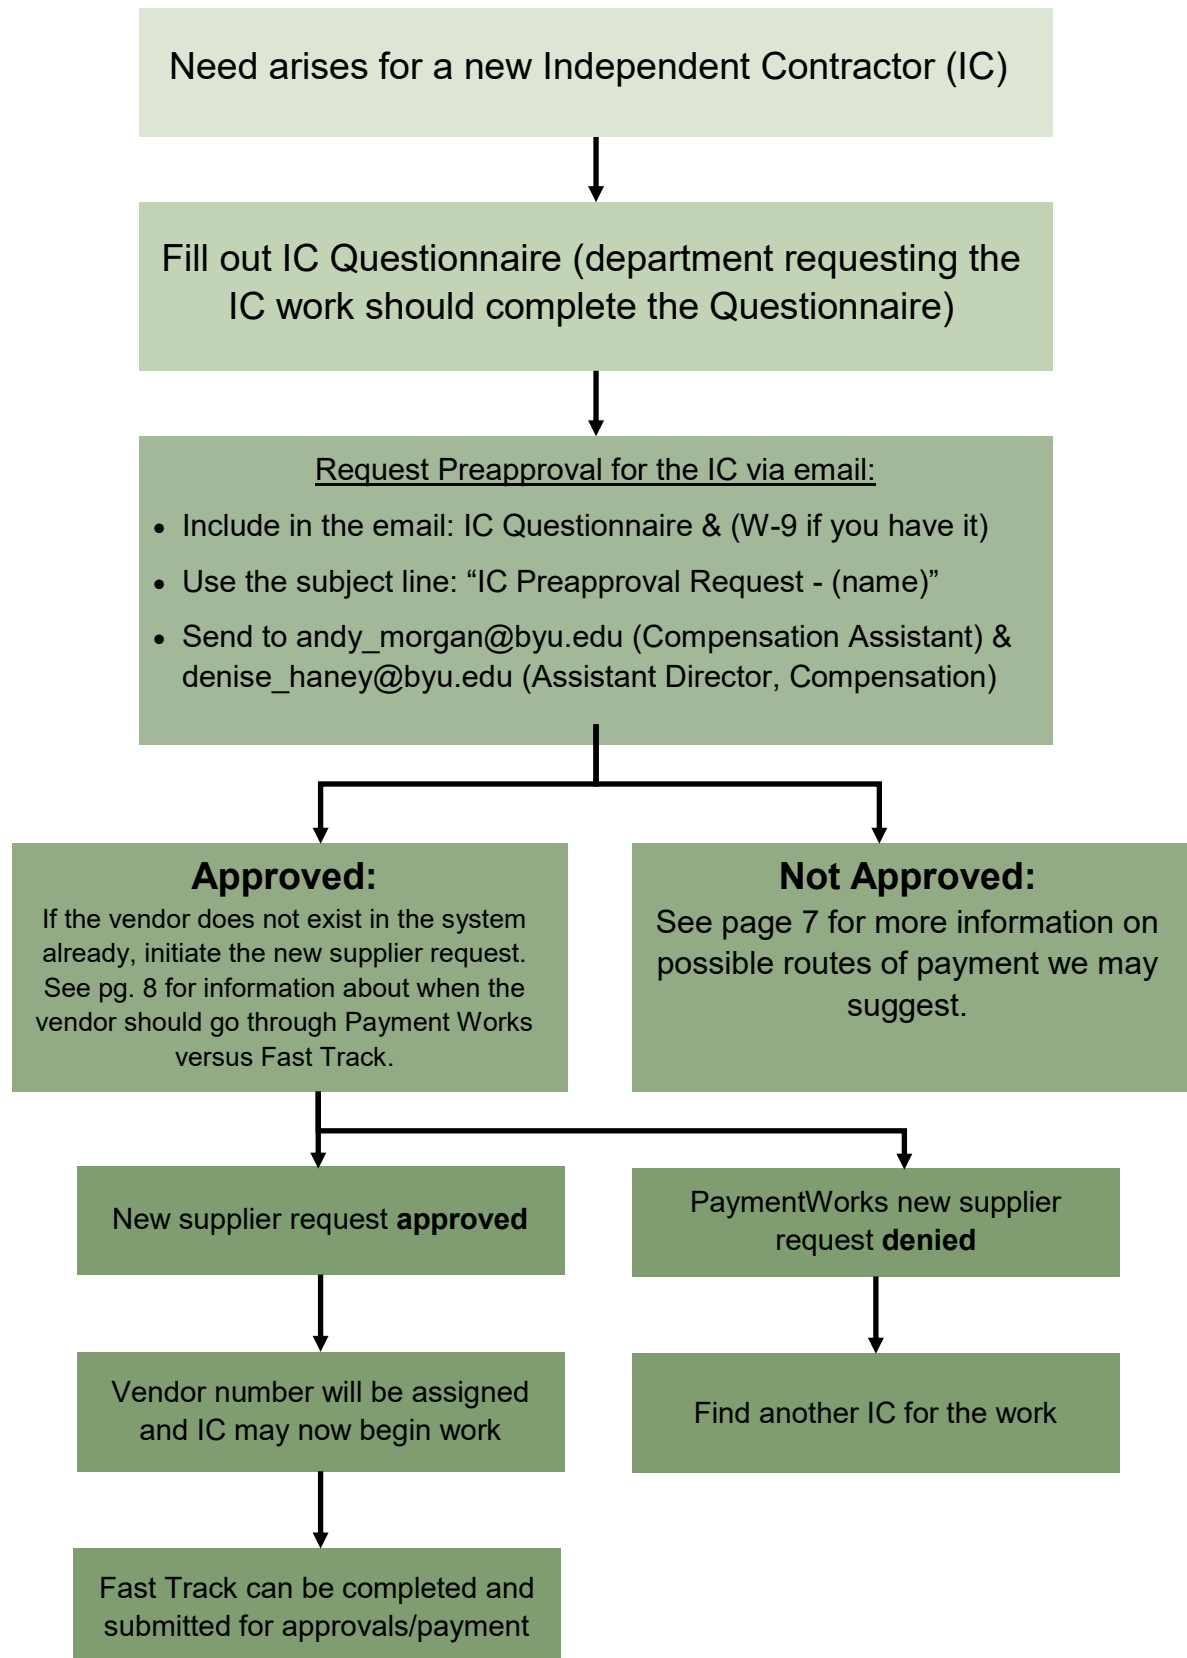 Need arises for a new Independent Contractor (IC)
Fill out IC Questionnaire (department requesting the
IC work should complete the Questionnaire)
Request Preapproval for the IC via email:
• Include in the email: IC Questionnaire & (W-9 if you have it)
• Use the subject line: “IC Preapproval Request - (name)”
• Send to andy_morgan@byu.edu (Compensation Assistant) &
denise_haney@byu.edu (Assistant Director, Compensation)
Approved:
If the vendor does not exist in the system
already, initiate the new supplier request.
See pg. 8 for information about when the
vendor should go through Payment Works
versus Fast Track.
Not Approved:
See page 7 for more information on
possible routes of payment we may
suggest.
New supplier request approved
PaymentWorks new supplier
request denied
Vendor number will be assigned
and IC may now begin work
Find another IC for the work
Fast Track can be completed and
submitted for approvals/payment